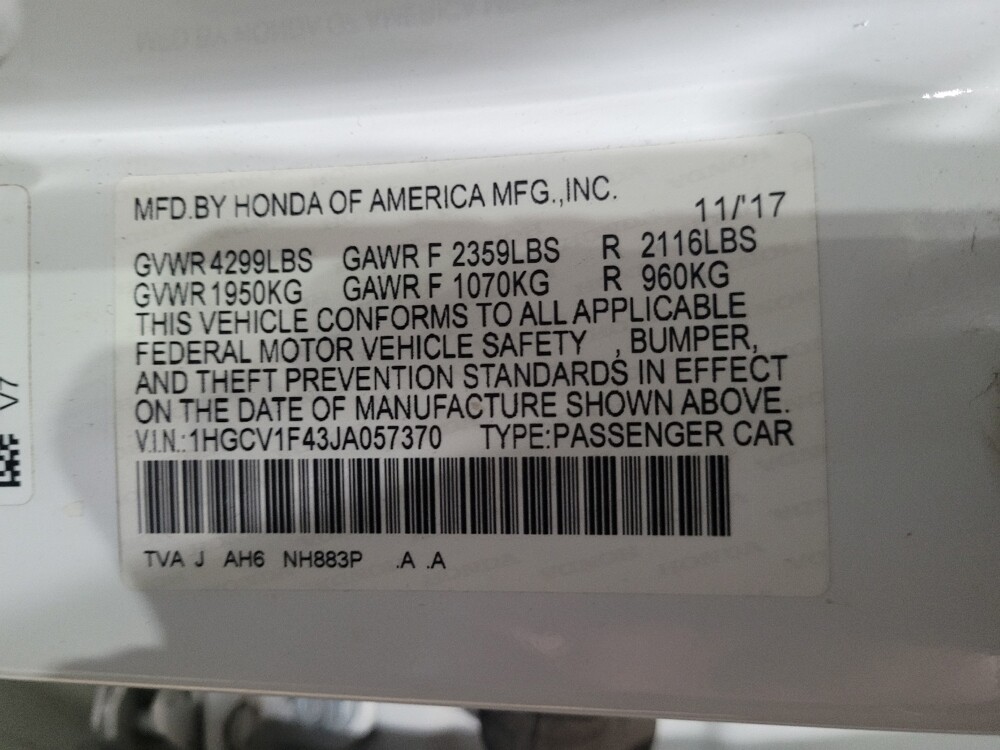 MFD.BY HONDA OF AMERICA MFG.,INC. 11/'17
GVWR 4299LBS GAWR F 2359LBS R 2116LBS
GVWR 1950KG GAWR F 1070KG R 960KG
THIS VEHICLE CONFORMS TO ALL APPLICABLE
FEDERAL MOTOR VEHICLE SAFETY , BUMPER,
AND THEFT PREVENTION STANDARDS IN EFFECT
ON THE DATE OF MANUFACTURE SHOWN ABOVE.
V.I.N.: 1HGCV1F43JA057370 TYPE:PASSENGER CAR
TVA J AH6 NH883P .A .A
V7